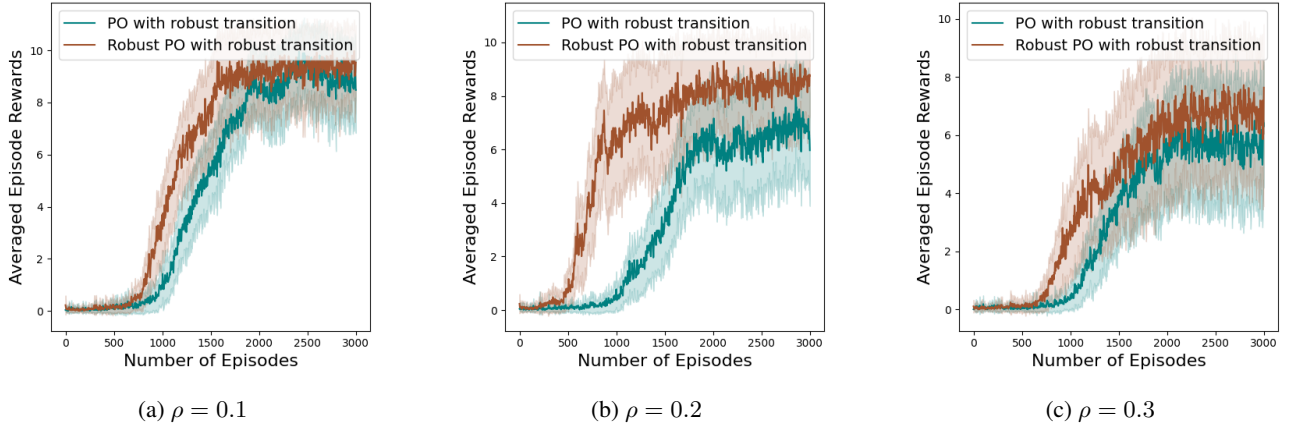 PO with robust transition
Robust PO with robust transition
Averaged Episode Rewards
10
8
6
4
2
0
0 500 1000 1500 2000 2500 3000
Number of Episodes
(a) ρ = 0.1
PO with robust transition
Robust PO with robust transition
Averaged Episode Rewards
10
8
6
4
2
0
0 500 1000 1500 2000 2500 3000
Number of Episodes
(b) ρ = 0.2
PO with robust transition
Robust PO with robust transition
Averaged Episode Rewards
10
8
6
4
2
0
0 500 1000 1500 2000 2500 3000
Number of Episodes
(c) ρ = 0.3